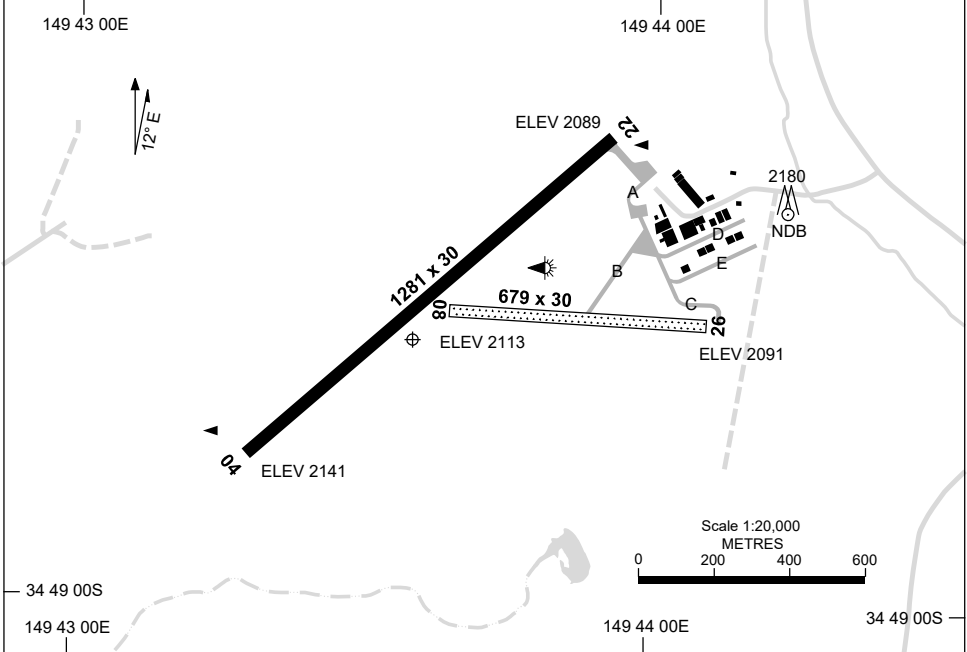 149 43 00E
149 44 00E
12° E
ELEV 2089
22
2180
A
NDB
D
E
B
1281 x 30
679 x 30
08
C
26
ELEV 2113
ELEV 2091
04
ELEV 2141
Scale 1:20,000
METRES
0 200 400 600
34 49 00S
34 49 00S
149 43 00E
149 44 00E